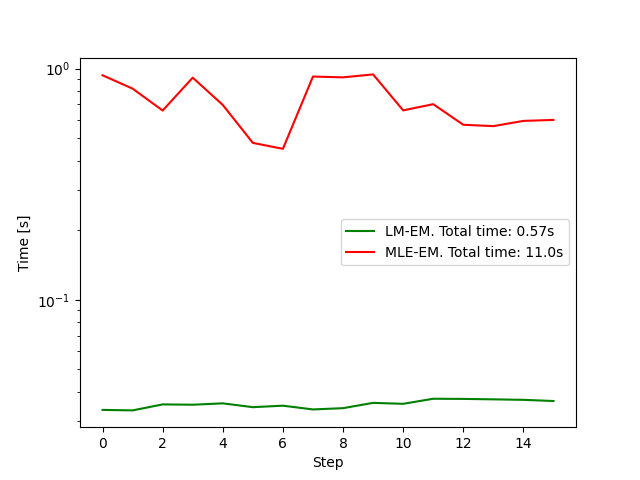 10⁰
10⁻¹
Time [s]
LM-EM. Total time: 0.57s
MLE-EM. Total time: 11.0s
0 2 4 6 8 10 12 14
Step